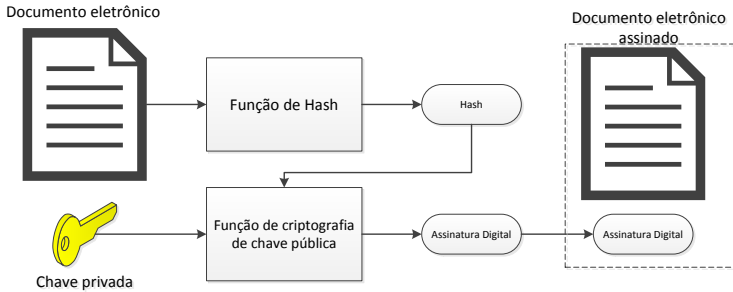 Documento eletrônico
Documento eletrônico
assinado
Função de Hash
Hash
Função de criptografia
de chave pública
Assinatura Digital
Assinatura Digital
Chave privada